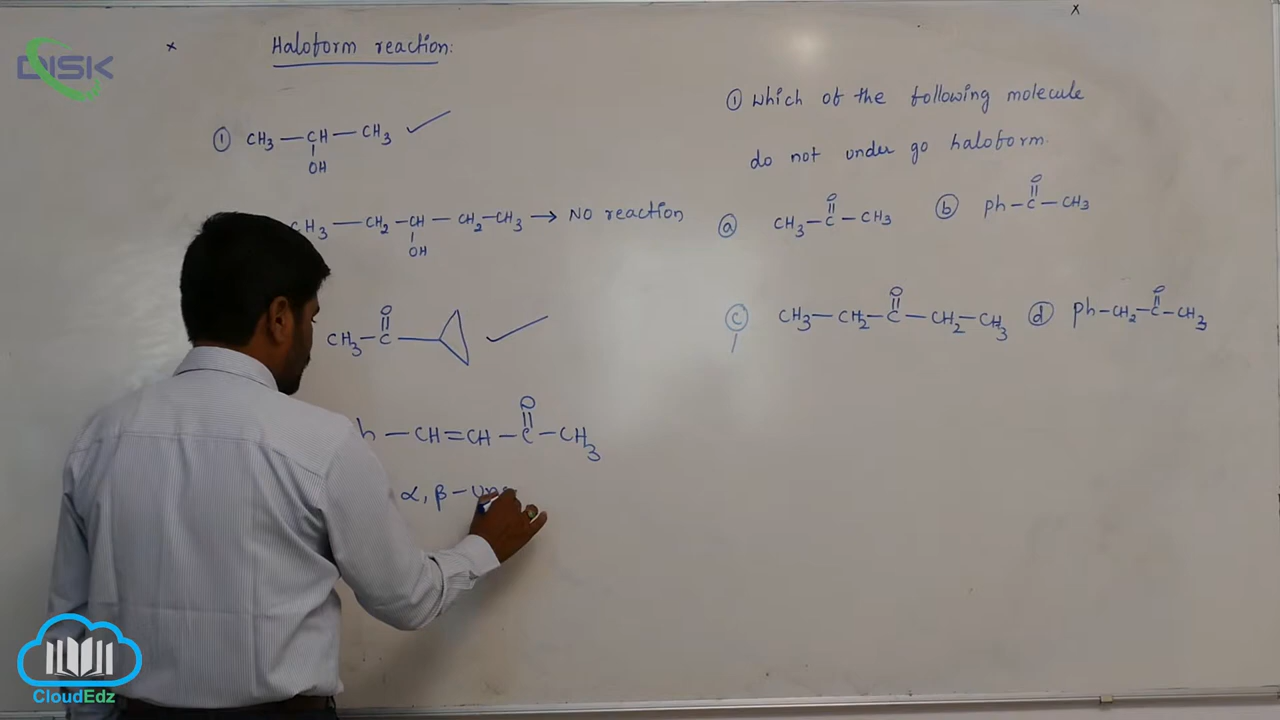 DISK
x
Haloform reaction:
① CH3 — CH — CH3 ✓
OH
CH3 — CH2 — CH — CH2 — CH3 → NO reaction
OH
O
CH3 — C — ✓
O
— CH = CH — C — CH3
α, β – Uns
x
① Which of the following molecule
do not under go haloform.
O
ⓐ CH3 — C — CH3
O
ⓑ ph — C — CH3
O
ⓒ CH3 — CH2 — C — CH2 — CH3
O
ⓓ ph — CH2 — C — CH3
CloudEdz